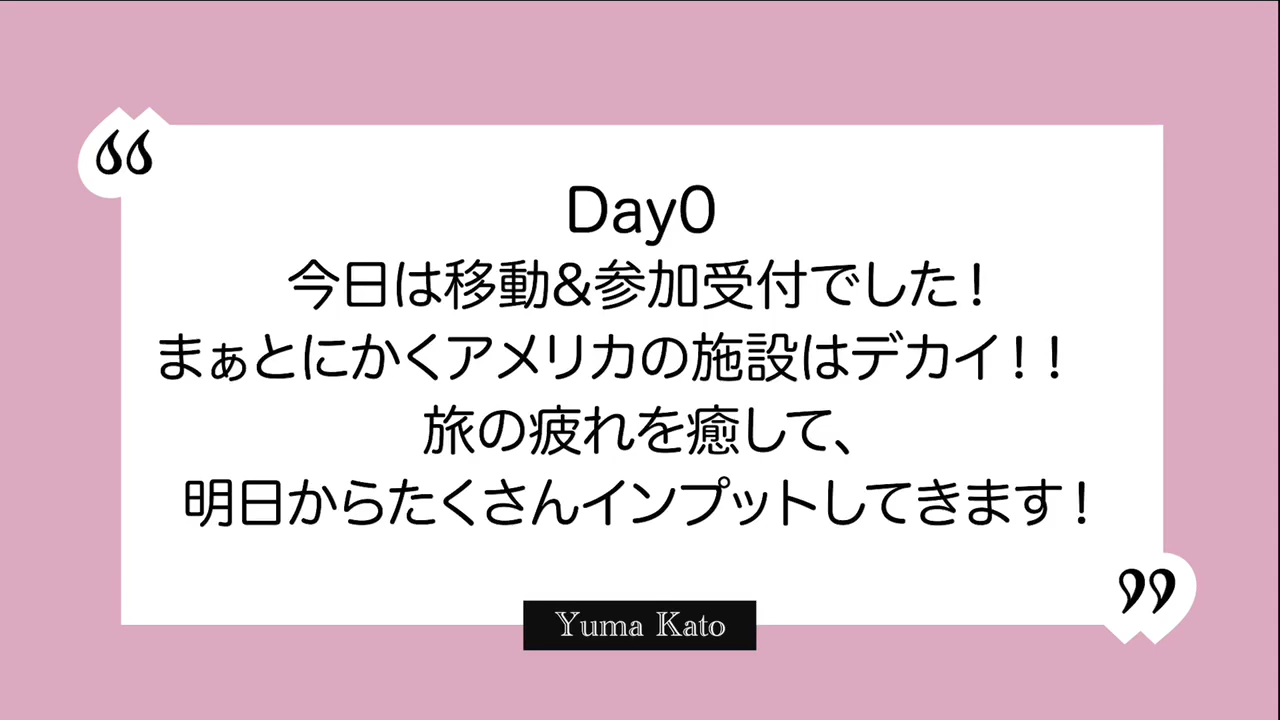 Day0
今日は移動&参加受付でした!
まぁとにかくアメリカの施設はデカイ!!
旅の疲れを癒して、
明日からたくさんインプットしてきます!
Yuma Kato